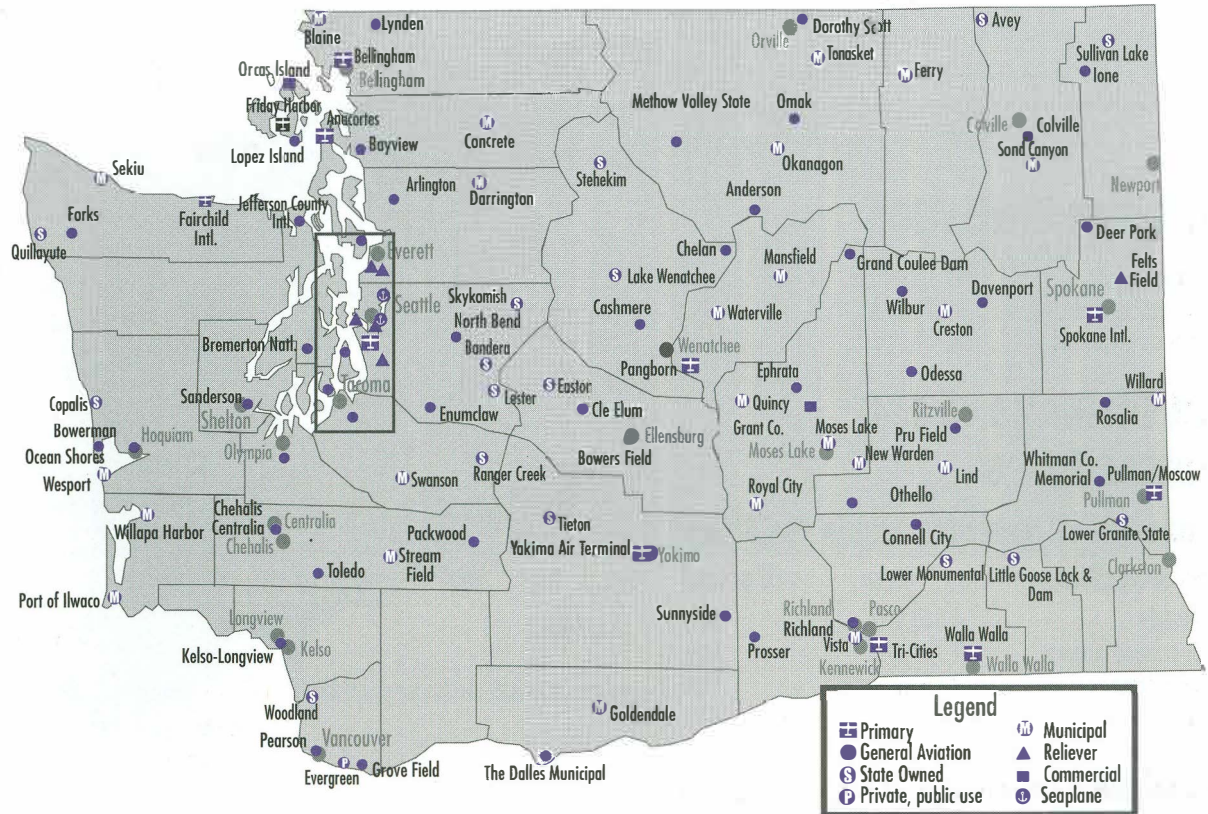 Blaine
Lynden
Bellingham
Bellingham
Orcas Island
Friday Harbor
Anacortes
Lopez Island
Bayview
Concrete
Orville
Dorothy Scott
Tonasket
Ferry
Avey
Sullivan Lake
Ione
Methow Valley State
Omak
Okanagon
Colville
Colville
Sond Canyon
Newport
Sekiu
Stehekim
Arlington
Darrington
Anderson
Forks
Quillayute
Fairchild
Intl.
Jefferson County
Intl.
Everett
Chelan
Mansfield
Grand Coulee Dam
Deer Park
Felts
Field
Lake Wenatchee
Seattle
Skykomish
North Bend
Bandera
Cashmere
Waterville
Wilbur
Davenport
Creston
Spokane
Spokane Intl.
Bremerton Natl.
Wenatchee
Pangborn
Ephrata
Odessa
Tacoma
Lester
Easton
Sanderson
Shelton
Enumclaw
Cle Elum
Quincy
Grant Co.
Moses Lake
Moses Lake
Ritzville
Pru Field
Willard
Rosalia
Copalis
Bowerman
Hoquiam
Ocean Shores
Wesport
Olympia
Ellensburg
Bowers Field
New Warden
Lind
Whitman Co.
Memorial
Pullman/Moscow
Pullman
Swanson
Ranger Creek
Royal City
Othello
Willapa Harbor
Chehalis
Centralia
Centralia
Chehalis
Packwood
Tieton
Connell City
Lower Granite State
Toledo
Stream
Field
Yakima Air Terminal
Yakimo
Lower Monumental
Little Goose Lock &
Dam
Clarkston
Port of Ilwaco
Longview
Kelso-Longview
Kelso
Sunnyside
Prosser
Richland
Richland
Pasco
Vista
Kennewick
Tri-Cities
Walla Walla
Walla Walla
Woodland
Goldendale
Pearson
Vancouver
Evergreen
Grove Field
The Dalles Municipal
Legend
Primary
M Municipal
General Aviation
Reliever
S State Owned
Commercial
P Private, public use
Seaplane